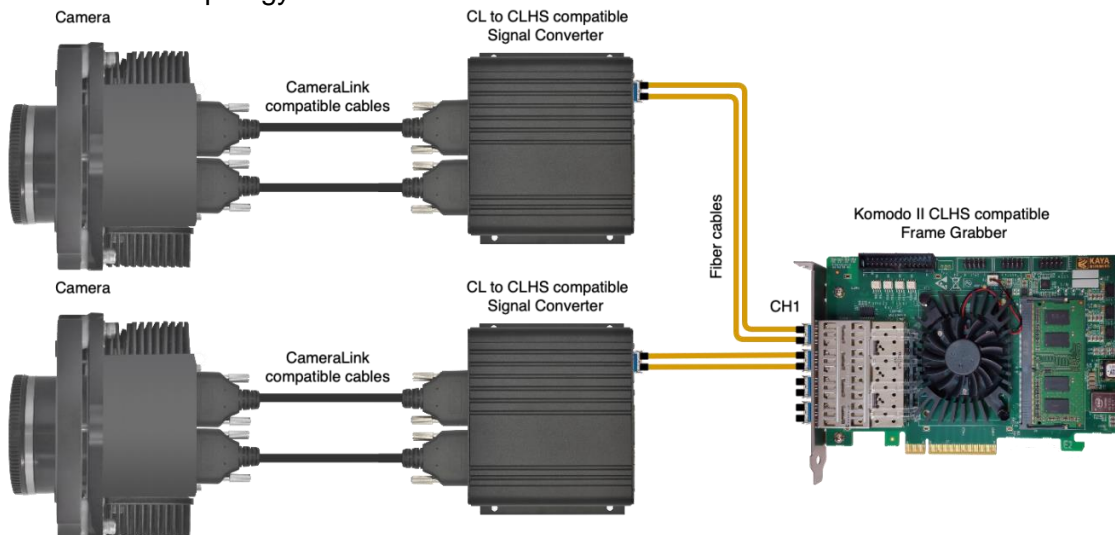 Camera
CL to CLHS compatible
Signal Converter
CameraLink
compatible cables
Fiber cables
Komodo II CLHS compatible
Frame Grabber
CH1
KAYA
Camera
CL to CLHS compatible
Signal Converter
CameraLink
compatible cables